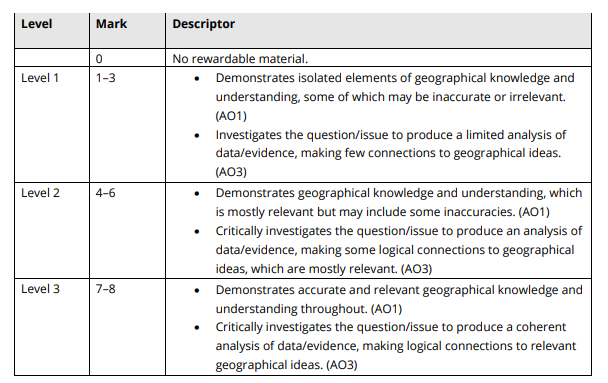 Level Mark Descriptor
0 No rewardable material.
Level 1 1–3 • Demonstrates isolated elements of geographical knowledge and
understanding, some of which may be inaccurate or irrelevant.
(AO1)
• Investigates the question/issue to produce a limited analysis of
data/evidence, making few connections to geographical ideas.
(AO3)
Level 2 4–6 • Demonstrates geographical knowledge and understanding, which
is mostly relevant but may include some inaccuracies. (AO1)
• Critically investigates the question/issue to produce an analysis of
data/evidence, making some logical connections to geographical
ideas, which are mostly relevant. (AO3)
Level 3 7–8 • Demonstrates accurate and relevant geographical knowledge and
understanding throughout. (AO1)
• Critically investigates the question/issue to produce a coherent
analysis of data/evidence, making logical connections to relevant
geographical ideas. (AO3)